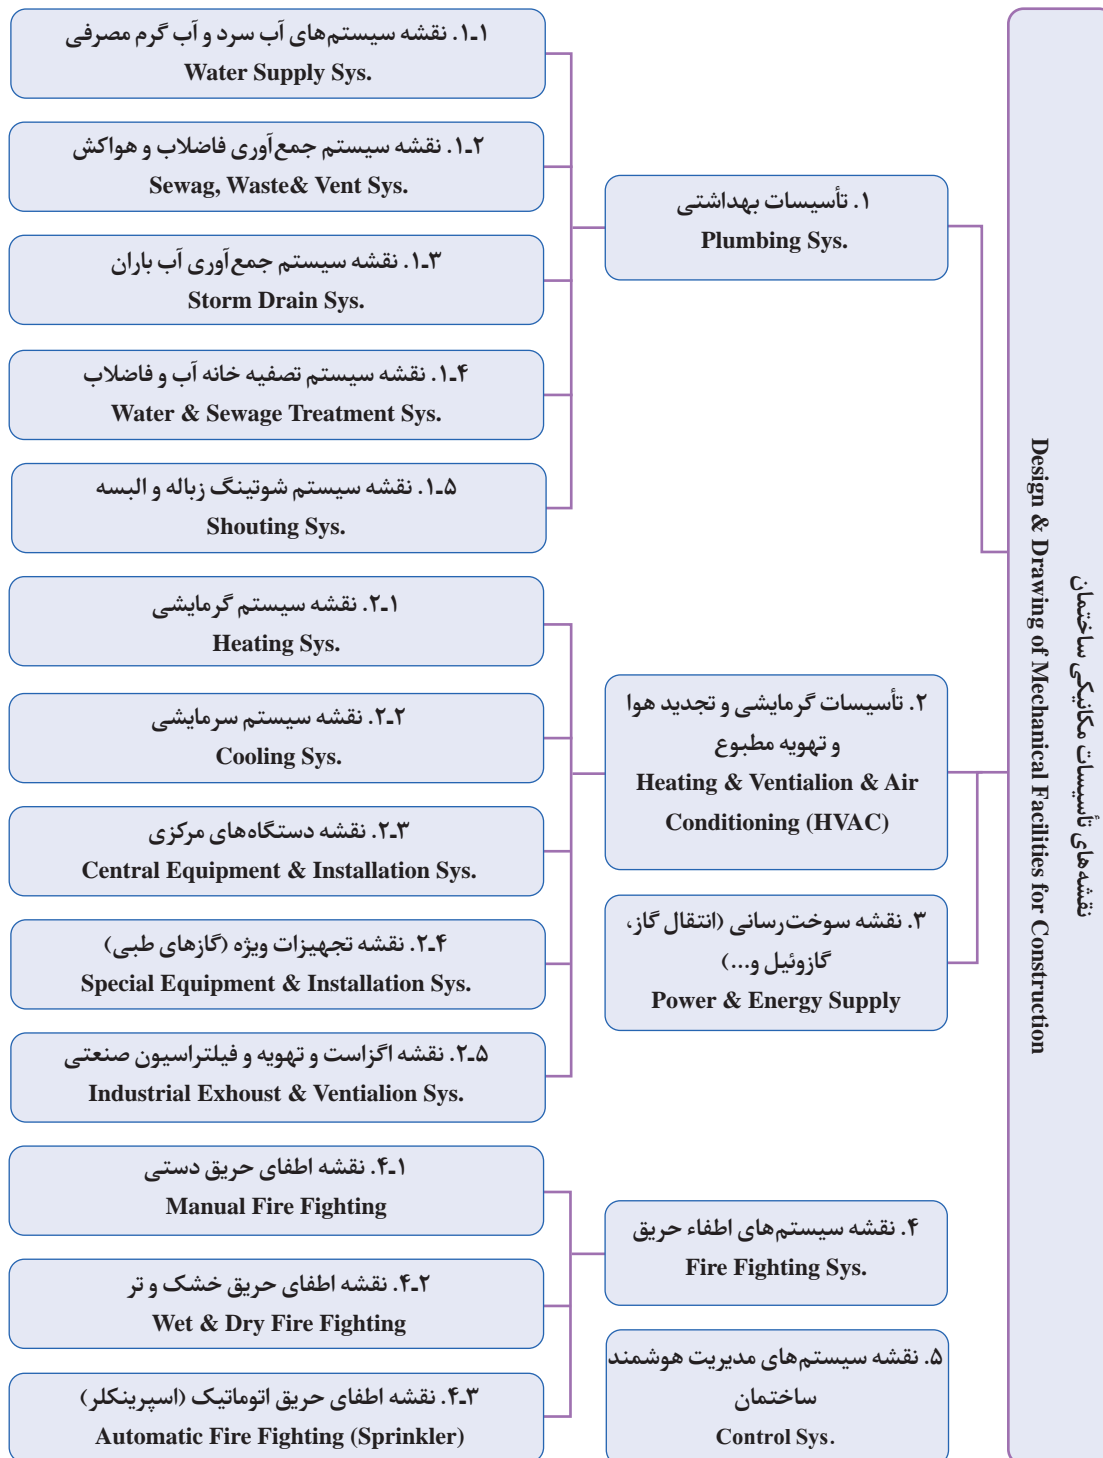 نقشه‌های تأسیسات مکانیکی ساختمان
Design & Drawing of Mechanical Facilities for Construction
۱. تأسیسات بهداشتی
Plumbing Sys.
۱ـ۱. نقشه سیستم‌های آب سرد و آب گرم مصرفی
Water Supply Sys.
۲ـ۱. نقشه سیستم جمع‌آوری فاضلاب و هواکش
Sewag, Waste& Vent Sys.
۳ـ۱. نقشه سیستم جمع‌آوری آب باران
Storm Drain Sys.
۴ـ۱. نقشه سیستم تصفیه خانه آب و فاضلاب
Water & Sewage Treatment Sys.
۵ـ۱. نقشه سیستم شوتینگ زباله و البسه
Shouting Sys.
۲. تأسیسات گرمایشی و تجدید هوا
و تهویه مطبوع
Heating & Ventialion & Air
Conditioning (HVAC)
۱ـ۲. نقشه سیستم گرمایشی
Heating Sys.
۲ـ۲. نقشه سیستم سرمایشی
Cooling Sys.
۳ـ۲. نقشه دستگاه‌های مرکزی
Central Equipment & Installation Sys.
۴ـ۲. نقشه تجهیزات ویژه (گازهای طبی)
Special Equipment & Installation Sys.
۵ـ۲. نقشه اگزاست و تهویه و فیلتراسیون صنعتی
Industrial Exhoust & Ventialion Sys.
۳. نقشه سوخت‌رسانی (انتقال گاز،
گازوئیل و...)
Power & Energy Supply
۴. نقشه سیستم‌های اطفاء حریق
Fire Fighting Sys.
۱ـ۴. نقشه اطفای حریق دستی
Manual Fire Fighting
۲ـ۴. نقشه اطفای حریق خشک و تر
Wet & Dry Fire Fighting
۳ـ۴. نقشه اطفای حریق اتوماتیک (اسپرینکلر)
Automatic Fire Fighting (Sprinkler)
۵. نقشه سیستم‌های مدیریت هوشمند
ساختمان
Control Sys.